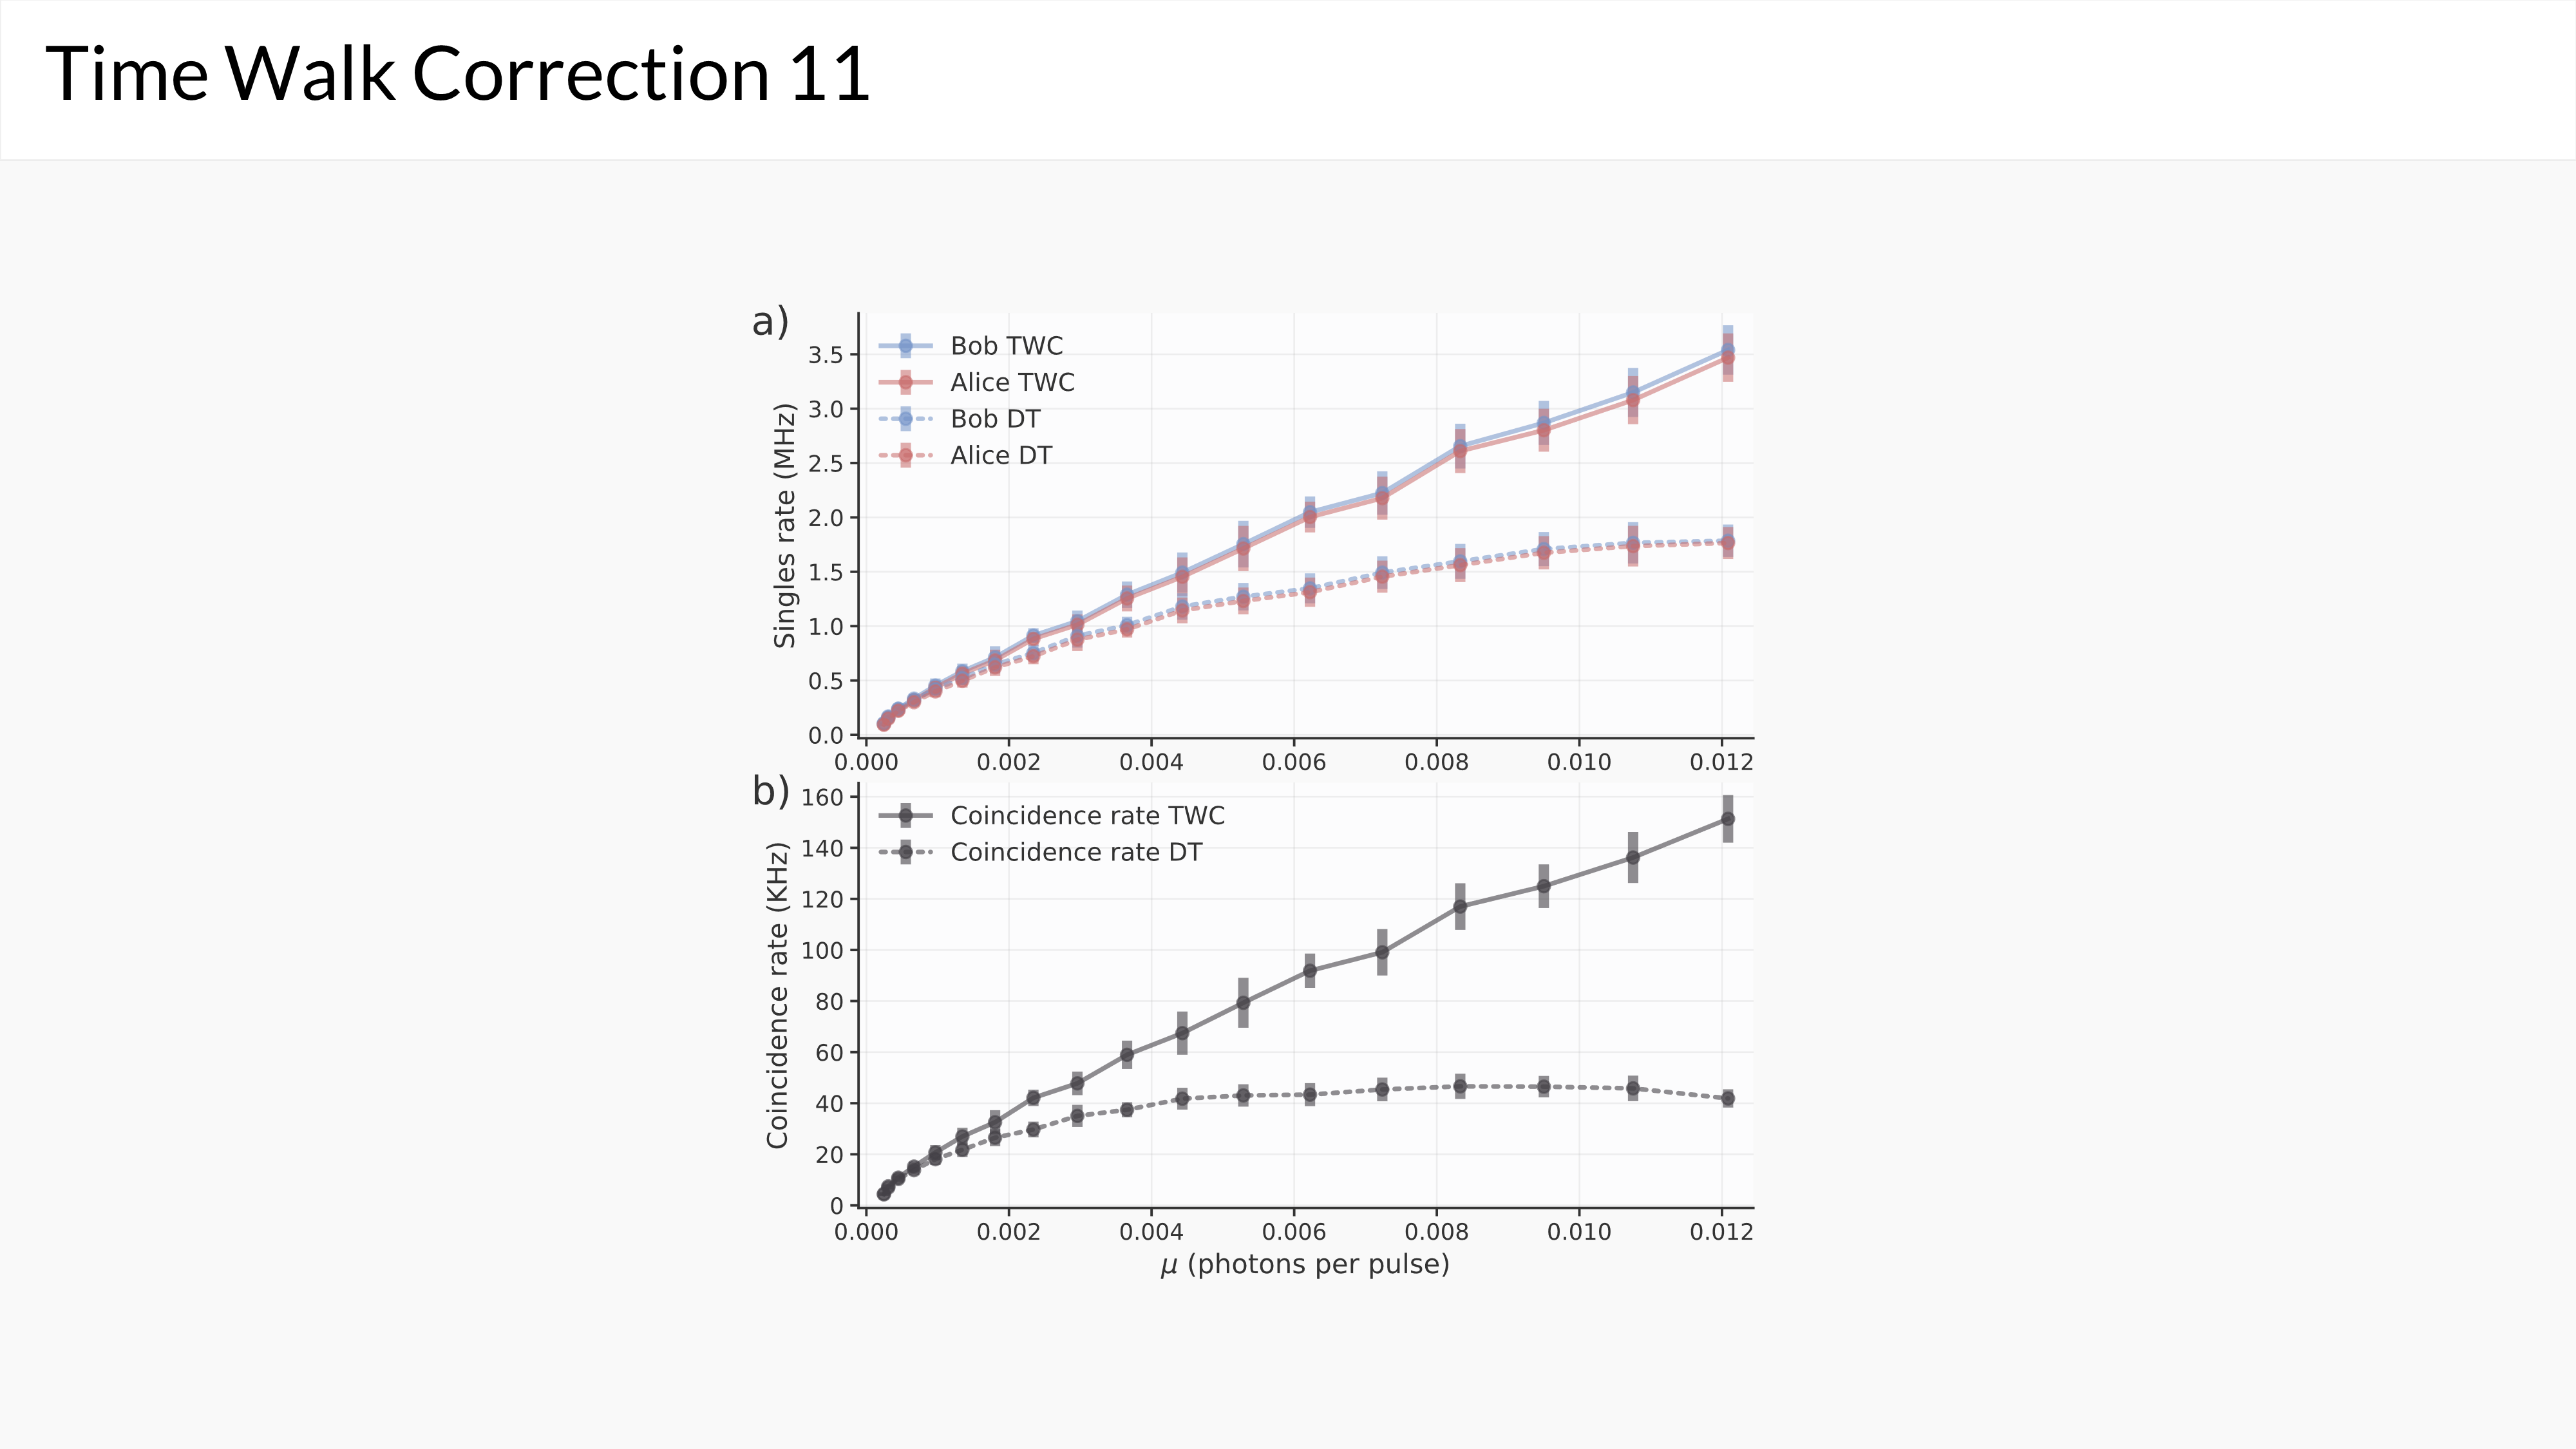 Time Walk Correction 11
a)
Bob TWC
Alice TWC
Bob DT
Alice DT
Singles rate (MHz)
3.5
3.0
2.5
2.0
1.5
1.0
0.5
0.0
0.000 0.002 0.004 0.006 0.008 0.010 0.012
b)
Coincidence rate TWC
Coincidence rate DT
Coincidence rate (KHz)
160
140
120
100
80
60
40
20
0
0.000 0.002 0.004 0.006 0.008 0.010 0.012
μ (photons per pulse)